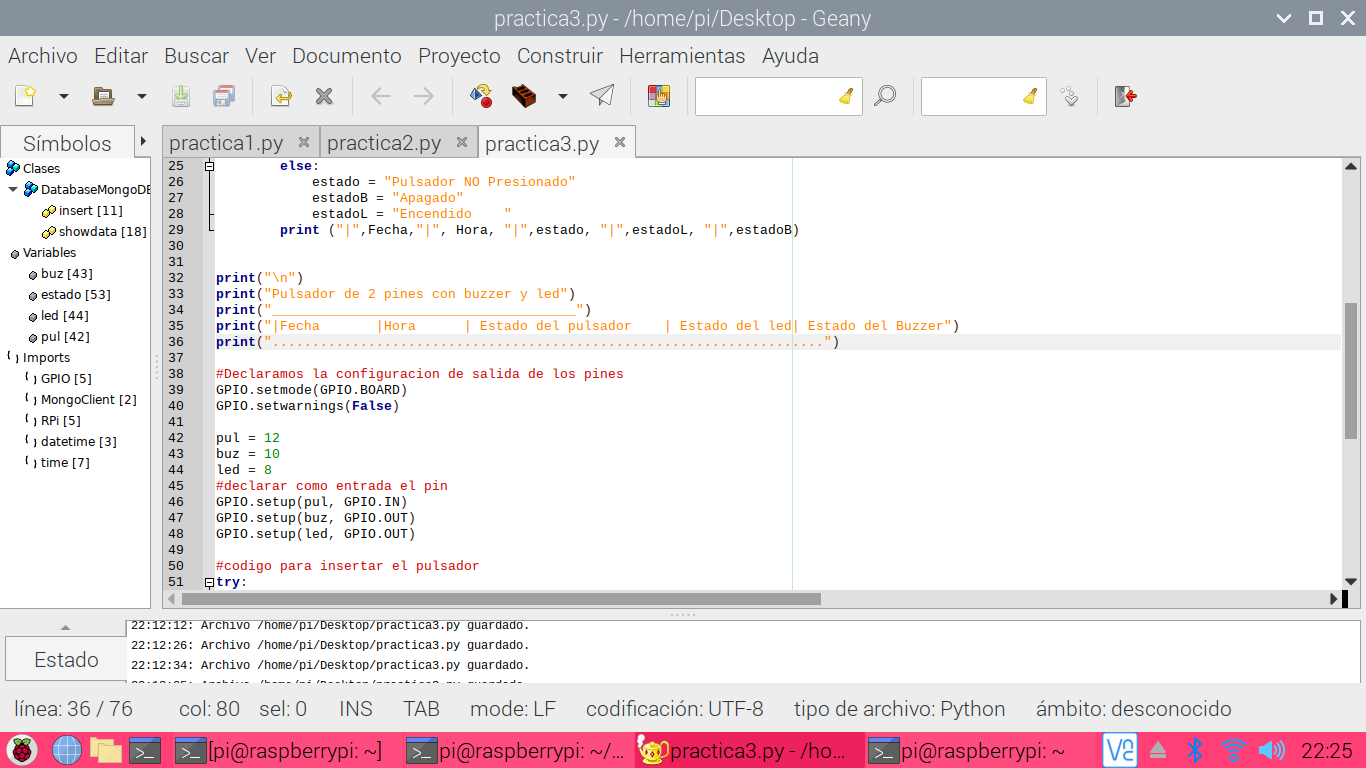 practica3.py - /home/pi/Desktop - Geany
Archivo Editar Buscar Ver Documento Proyecto Construir Herramientas Ayuda
Símbolos
Clases
DatabaseMongoDB
insert [11]
showdata [18]
Variables
buz [43]
estado [53]
led [44]
pul [42]
Imports
GPIO [5]
MongoClient [2]
RPi [5]
datetime [3]
time [7]
practica1.py practica2.py practica3.py
25 else:
26 estado = "Pulsador NO Presionado"
27 estadoB = "Apagado"
28 estadoL = "Encendido    "
29 print ("|",Fecha,"|", Hora, "|",estado, "|",estadoL, "|",estadoB)
30
31
32 print("\n")
33 print("Pulsador de 2 pines con buzzer y led")
34 print("______________________________________")
35 print("|Fecha       |Hora      | Estado del pulsador    | Estado del led| Estado del Buzzer")
36 print(".....................................................................")
37
38 #Declaramos la configuracion de salida de los pines
39 GPIO.setmode(GPIO.BOARD)
40 GPIO.setwarnings(False)
41
42 pul = 12
43 buz = 10
44 led = 8
45 #declarar como entrada el pin
46 GPIO.setup(pul, GPIO.IN)
47 GPIO.setup(buz, GPIO.OUT)
48 GPIO.setup(led, GPIO.OUT)
49
50 #codigo para insertar el pulsador
51 try:
Estado
22:12:12: Archivo /home/pi/Desktop/practica3.py guardado.
22:12:26: Archivo /home/pi/Desktop/practica3.py guardado.
22:12:34: Archivo /home/pi/Desktop/practica3.py guardado.
línea: 36 / 76 col: 80 sel: 0 INS TAB mode: LF codificación: UTF-8 tipo de archivo: Python ámbito: desconocido
[pi@raspberrypi: ~] pi@raspberrypi: ~/... practica3.py - /ho... pi@raspberrypi: ~ 22:25